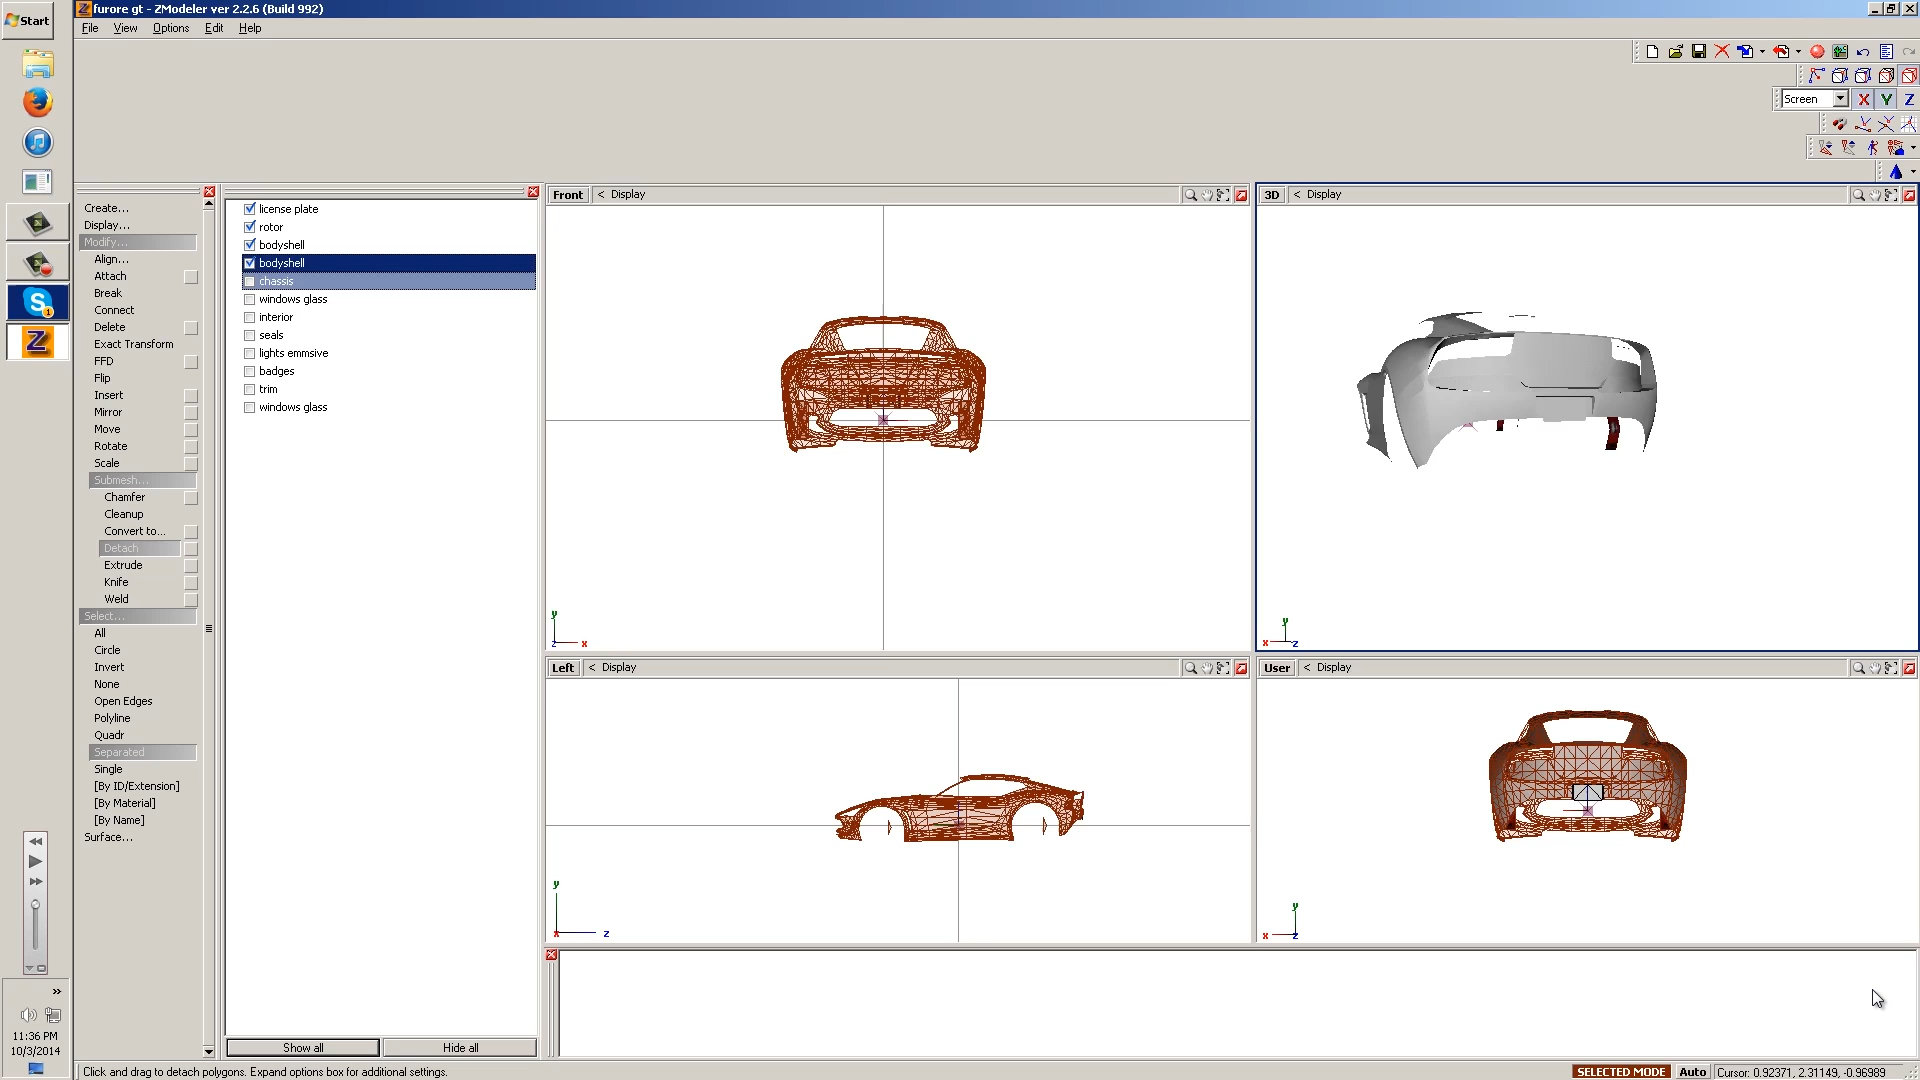 Start
furore gt - ZModeler ver 2.2.6 (Build 992)
File View Options Edit Help
Screen X Y Z
Create...
Display...
Modify...
Align...
Attach
Break
Connect
Delete
Exact Transform
FFD
Flip
Insert
Mirror
Move
Rotate
Scale
Submesh...
Chamfer
Cleanup
Convert to...
Detach
Extrude
Knife
Weld
Select...
All
Circle
Invert
None
Open Edges
Polyline
Quadr
Separated
Single
[By ID/Extension]
[By Material]
[By Name]
Surface...
license plate
rotor
bodyshell
bodyshell
chassis
windows glass
interior
seals
lights emmsive
badges
trim
windows glass
Show all Hide all
Front < Display
y
z x
3D < Display
y
x z
Left < Display
y
x z
User < Display
y
x z
11:36 PM
10/3/2014
Click and drag to detach polygons. Expand options box for additional settings.
SELECTED MODE Auto Cursor: 0.92371, 2.31149, -0.96989